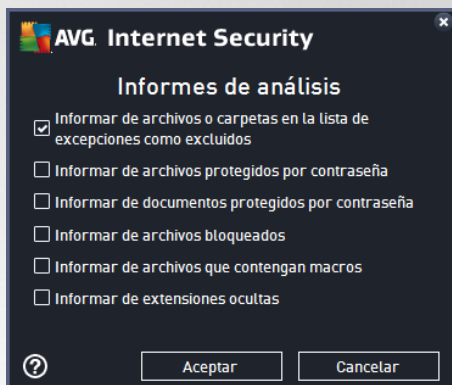 AVG. Internet Security
Informes de análisis
Informar de archivos o carpetas en la lista de
excepciones como excluidos
Informar de archivos protegidos por contraseña
Informar de documentos protegidos por contraseña
Informar de archivos bloqueados
Informar de archivos que contengan macros
Informar de extensiones ocultas
? Aceptar Cancelar